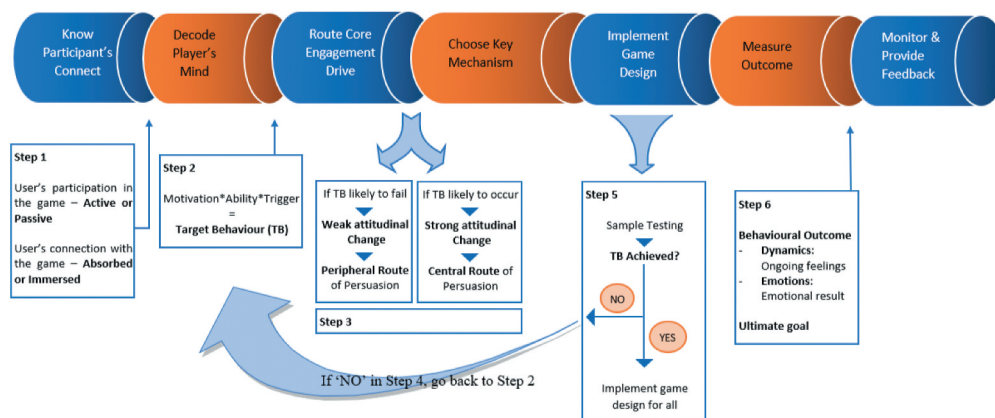 Know
Participant's
Connect
Decode
Player's
Mind
Route Core
Engagement
Drive
Choose Key
Mechanism
Implement
Game
Design
Measure
Outcome
Monitor &
Provide
Feedback
Step 1
User's participation in
the game – Active or
Passive
User's connection with
the game – Absorbed
or Immersed
Step 2
Motivation*Ability*Trigger
=
Target Behaviour (TB)
If TB likely to fail
Weak attitudinal
Change
Peripheral Route
of Persuasion
If TB likely to occur
Strong attitudinal
Change
Central Route of
Persuasion
Step 3
Step 5
Sample Testing
TB Achieved?
NO
YES
Implement game
design for all
If 'NO' in Step 4, go back to Step 2
Step 6
Behavioural Outcome
- Dynamics:
Ongoing feelings
- Emotions:
Emotional result
Ultimate goal